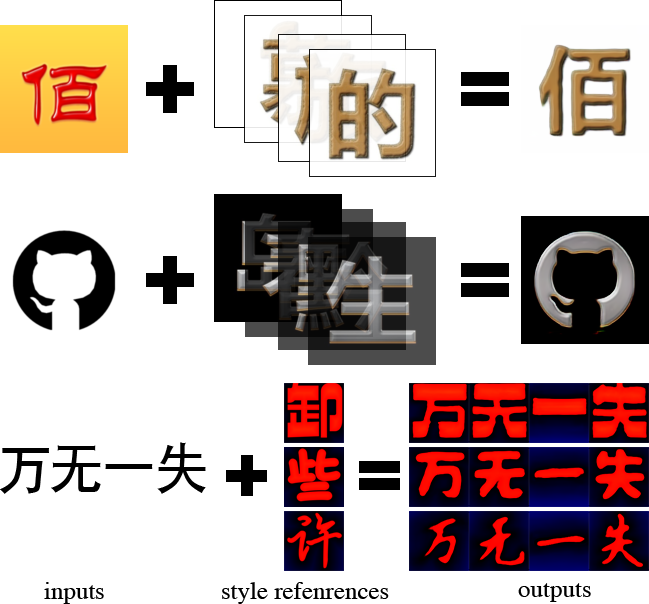 佰 + 的 = 佰
+ 生 =
卸
万无一失
些
万无一失 + =
万无一失
许
万无一失
inputs style refenrences outputs